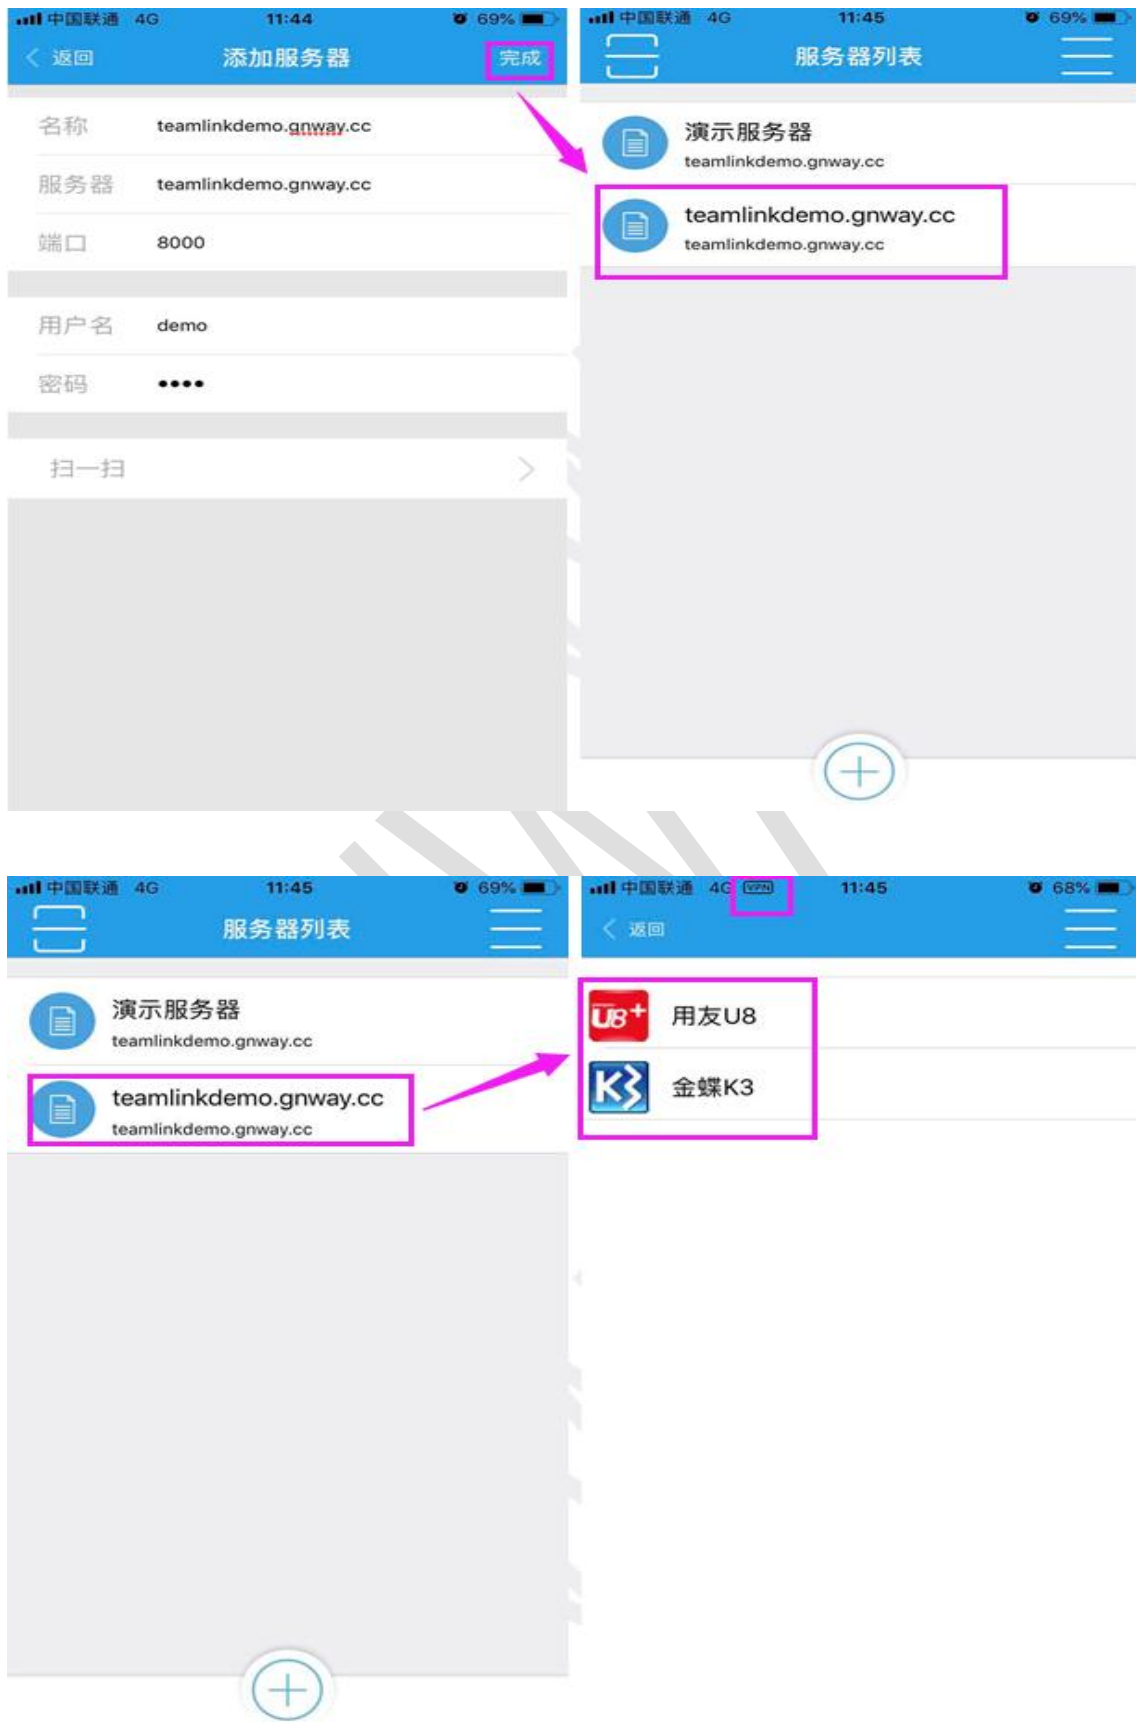 中国联通 4G 11:44 69%
返回 添加服务器 完成
名称 teamlinkdemo.gnway.cc
服务器 teamlinkdemo.gnway.cc
端口 8000
用户名 demo
密码 ••••
扫一扫
中国联通 4G 11:45 69%
服务器列表
演示服务器
teamlinkdemo.gnway.cc
teamlinkdemo.gnway.cc
teamlinkdemo.gnway.cc
中国联通 4G 11:45 69%
服务器列表
演示服务器
teamlinkdemo.gnway.cc
teamlinkdemo.gnway.cc
teamlinkdemo.gnway.cc
中国联通 4G VPN 11:45 68%
返回
U8+ 用友U8
K3 金蝶K3